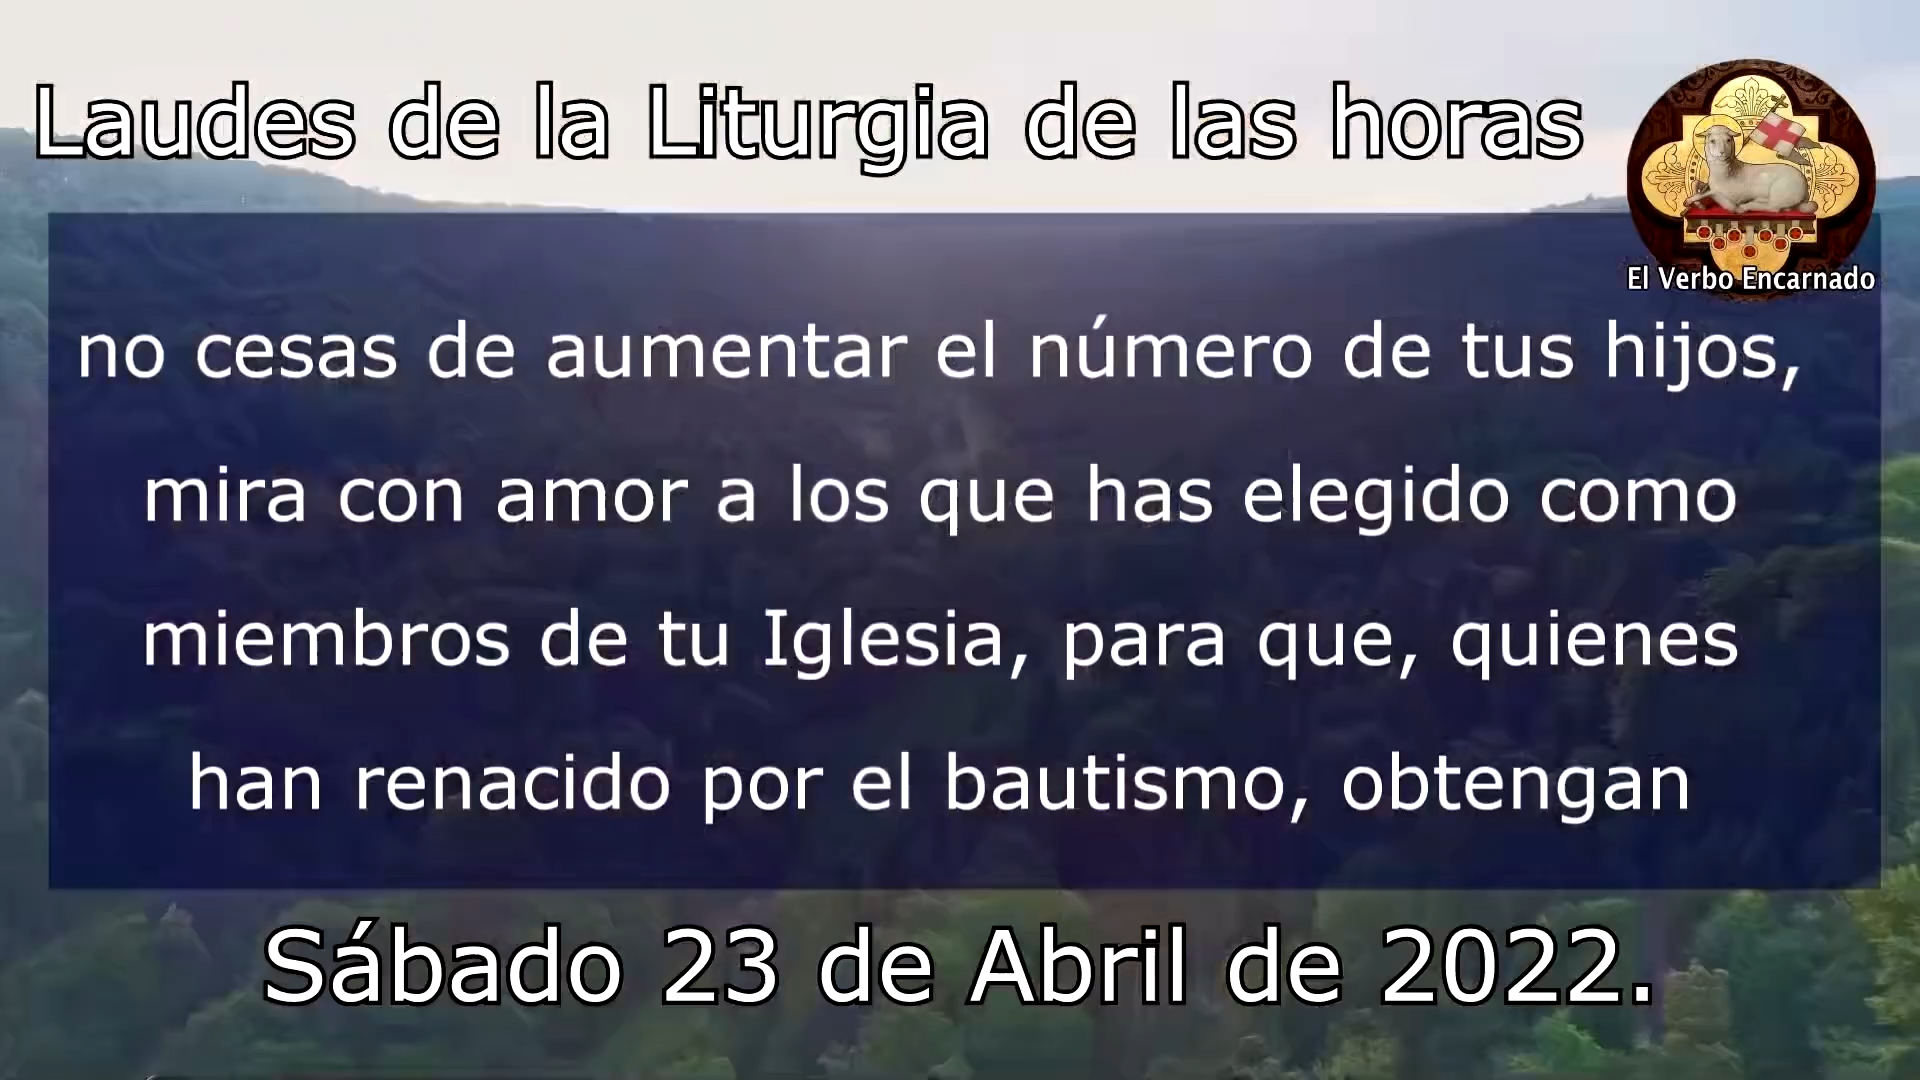 Laudes de la Liturgia de las horas
El Verbo Encarnado
no cesas de aumentar el número de tus hijos,
mira con amor a los que has elegido como
miembros de tu Iglesia, para que, quienes
han renacido por el bautismo, obtengan
Sábado 23 de Abril de 2022.